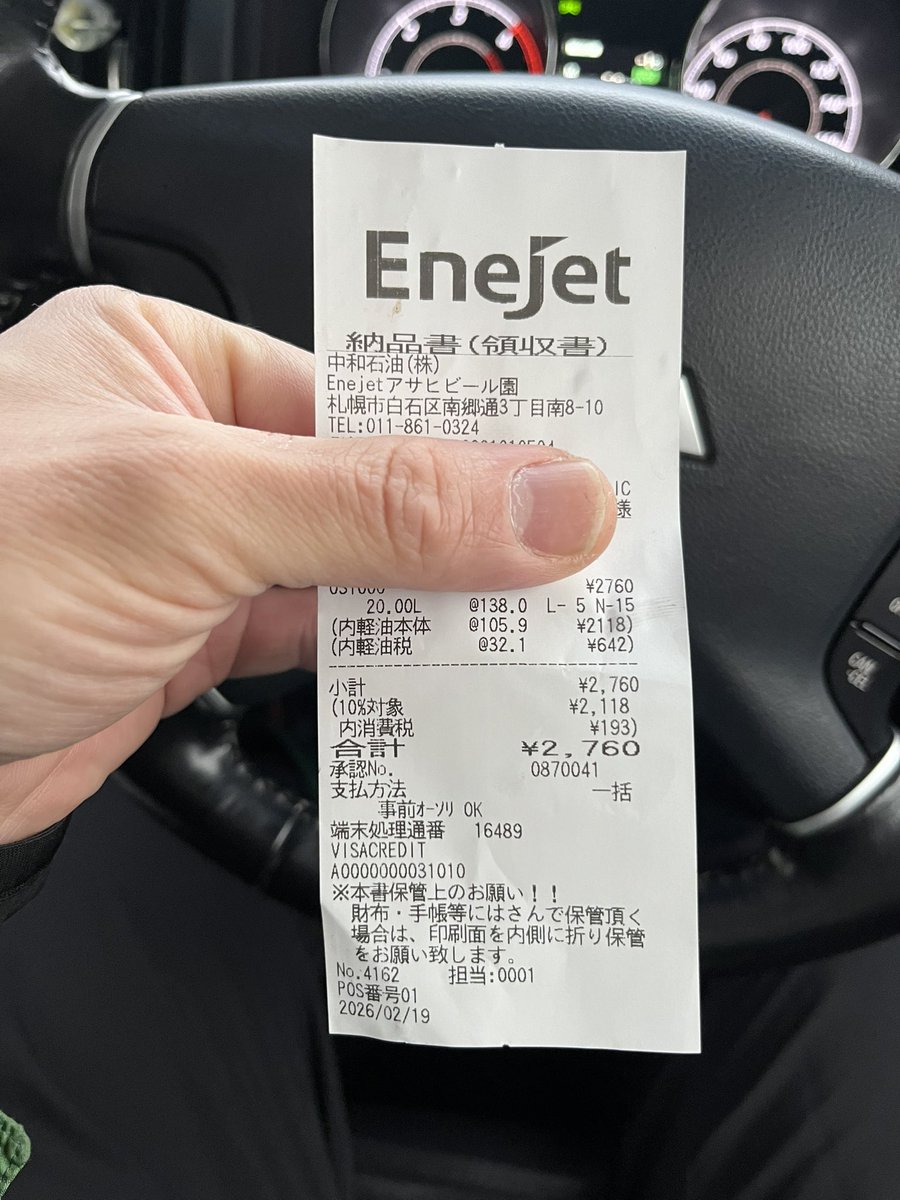 Enejet
納品書(領収書)
中和石油(株)
Enejetアサヒビール園
札幌市白石区南郷通3丁目南8-10
TEL:011-861-0324
IC
様
¥2760
20.00L @138.0 L- 5 N-15
(内軽油本体 @105.9 ¥2118)
(内軽油税 @32.1 ¥642)
小計 ¥2,760
(10%対象 ¥2,118
内消費税 ¥193)
合計 ¥2,760
承認No. 0870041
支払方法 一括
事前オーソリ OK
端末処理通番 16489
VISACREDIT
A0000000031010
※本書保管上のお願い!!
財布・手帳等にはさんで保管頂く
場合は、印刷面を内側に折り保管
をお願い致します。
No.4162 担当:0001
POS番号01
2026/02/19